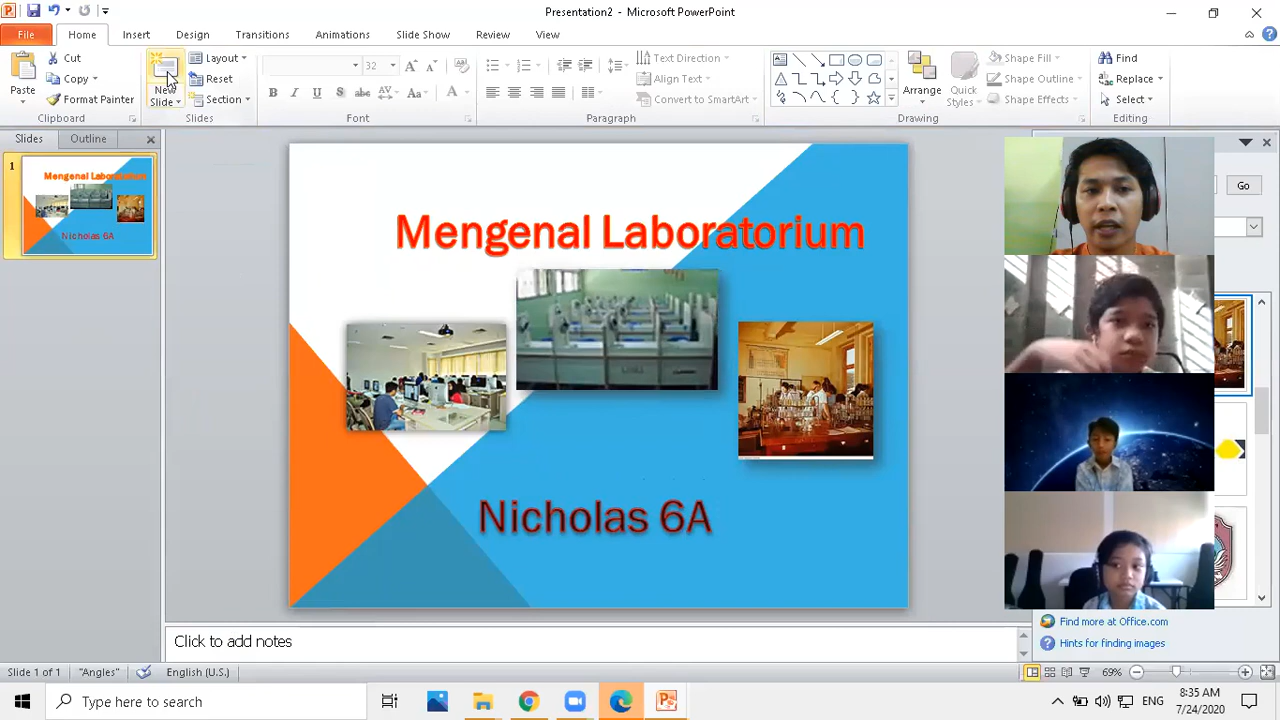 Presentation2 - Microsoft PowerPoint
File Home Insert Design Transitions Animations Slide Show Review View
Paste
Cut
Copy
Format Painter
Clipboard
New
Slide
Layout
Reset
Section
Slides
32
B I U S abc AV Aa A
Font
Text Direction
Align Text
Convert to SmartArt
Paragraph
Arrange
Quick
Styles
Shape Fill
Shape Outline
Shape Effects
Drawing
Find
Replace
Select
Editing
Slides Outline
1
Mengenal Laboratorium
Nicholas 6A
Mengenal Laboratorium
Nicholas 6A
Go
Find more at Office.com
Hints for finding images
Click to add notes
Slide 1 of 1 "Angles" English (U.S.) 69%
Type here to search
ENG
8:35 AM
7/24/2020